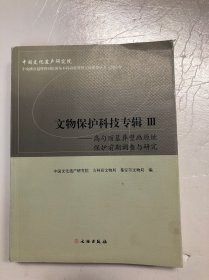 中国文化遗产研究院
文物保护科技专辑 III
——高句丽墓葬壁画原址
保护前期调查与研究
中国文化遗产研究院 吉林省文物局 集安市文物局 编
文物出版社